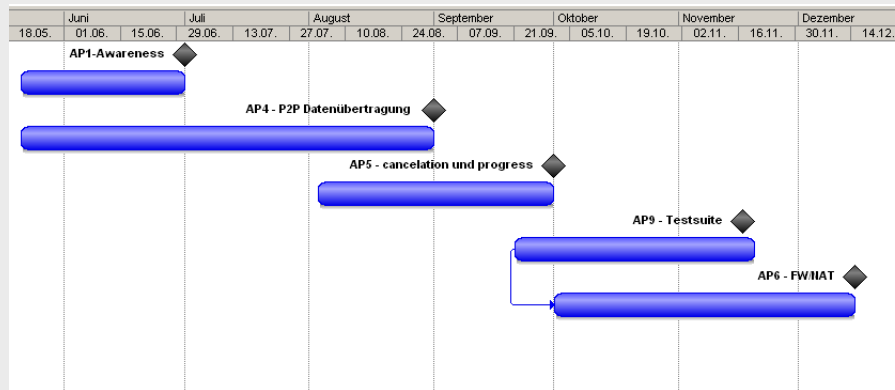 Juni Juli August September Oktober November Dezember
18.05. 01.06. 15.06. 29.06. 13.07. 27.07. 10.08. 24.08. 07.09. 21.09. 05.10. 19.10. 02.11. 16.11. 30.11. 14.12.
AP1-Awareness
AP4 - P2P Datenübertragung
AP5 - cancelation und progress
AP9 - Testsuite
AP6 - FW/NAT